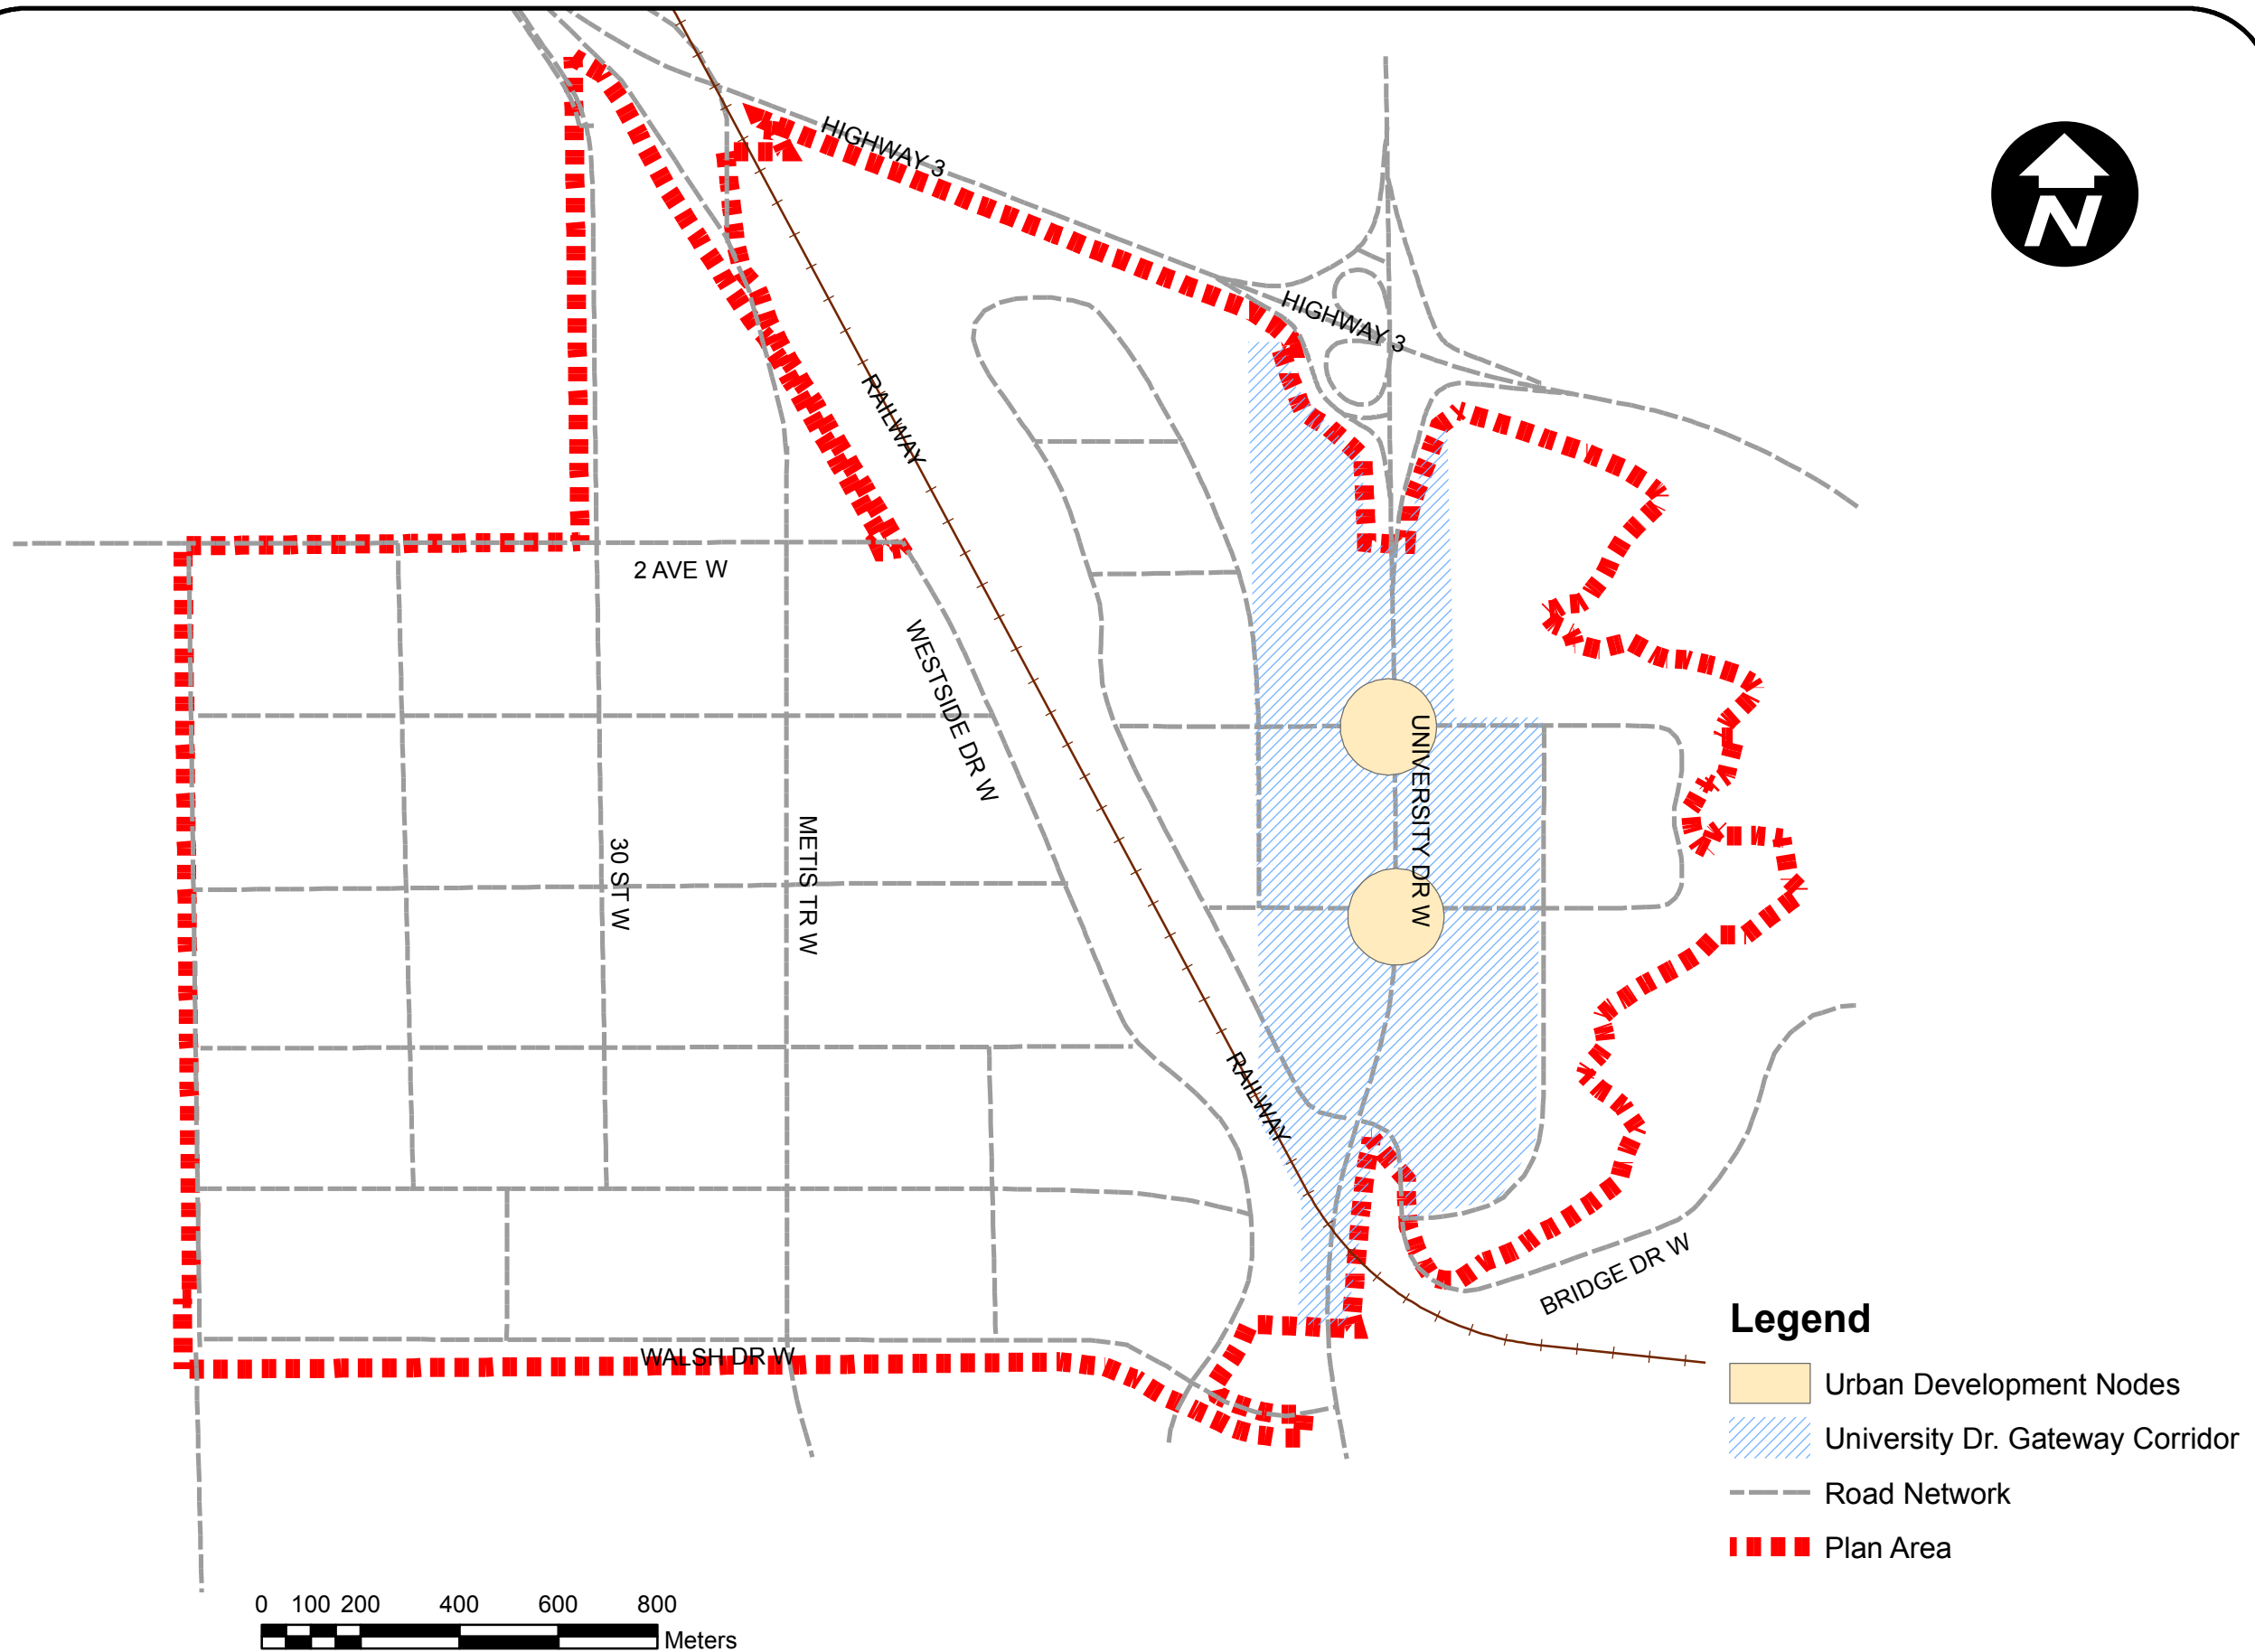 HIGHWAY 3
N
HIGHWAY 3
RAILWAY
2 AVE W
WESTSIDE DR W
UNIVERSITY DR W
30 ST W
METIS TR W
RAILWAY
BRIDGE DR W
WALSH DR W
Legend
Urban Development Nodes
University Dr. Gateway Corridor
Road Network
Plan Area
0 100 200 400 600 800
Meters